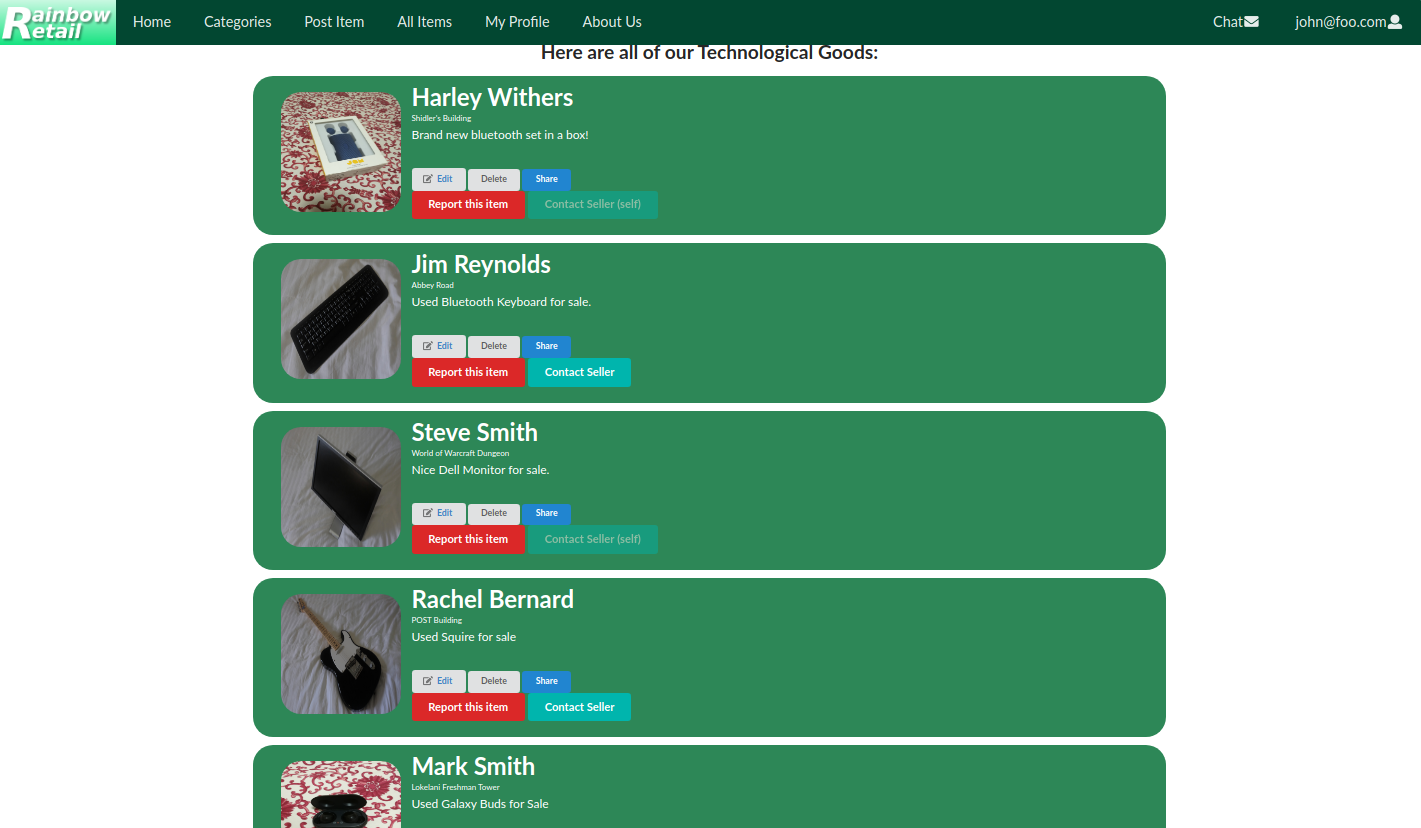 Rainbow
Retail
Home Categories Post Item All Items My Profile About Us Chat john@foo.com
Here are all of our Technological Goods:
Harley Withers
Shidler's Building
Brand new bluetooth set in a box!
Edit Delete Share
Report this item Contact Seller (self)
Jim Reynolds
Abbey Road
Used Bluetooth Keyboard for sale.
Edit Delete Share
Report this item Contact Seller
Steve Smith
World of Warcraft Dungeon
Nice Dell Monitor for sale.
Edit Delete Share
Report this item Contact Seller (self)
Rachel Bernard
POST Building
Used Squire for sale
Edit Delete Share
Report this item Contact Seller
Mark Smith
Lokelani Freshman Tower
Used Galaxy Buds for Sale